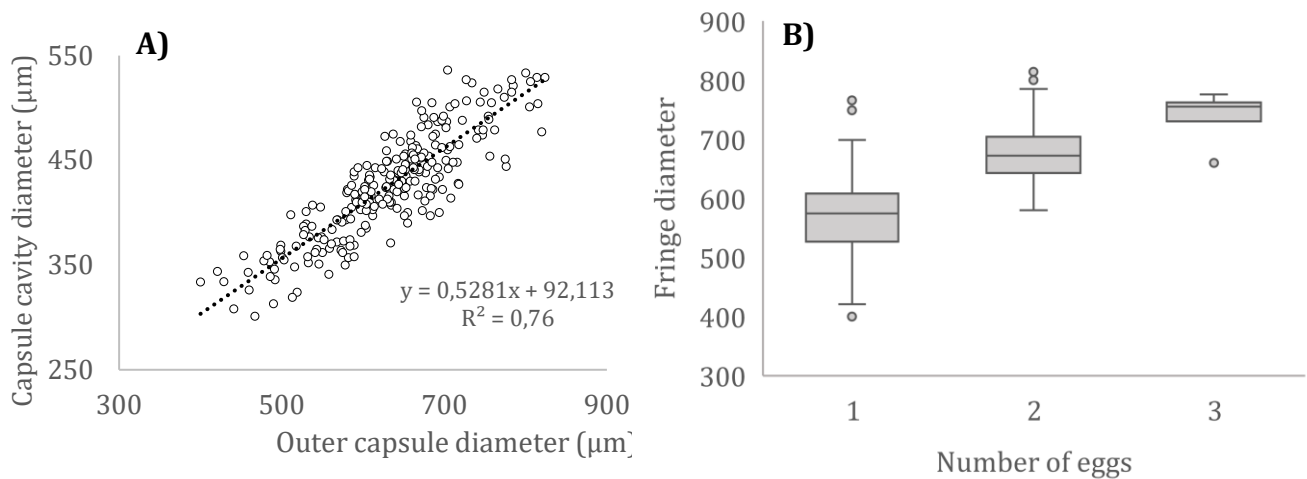 A)
Capsule cavity diameter (µm)
550
450
350
250
y = 0,5281x + 92,113
R² = 0,76
300 500 700 900
Outer capsule diameter (µm)
B)
Fringe diameter
900
800
700
600
500
400
300
1 2 3
Number of eggs